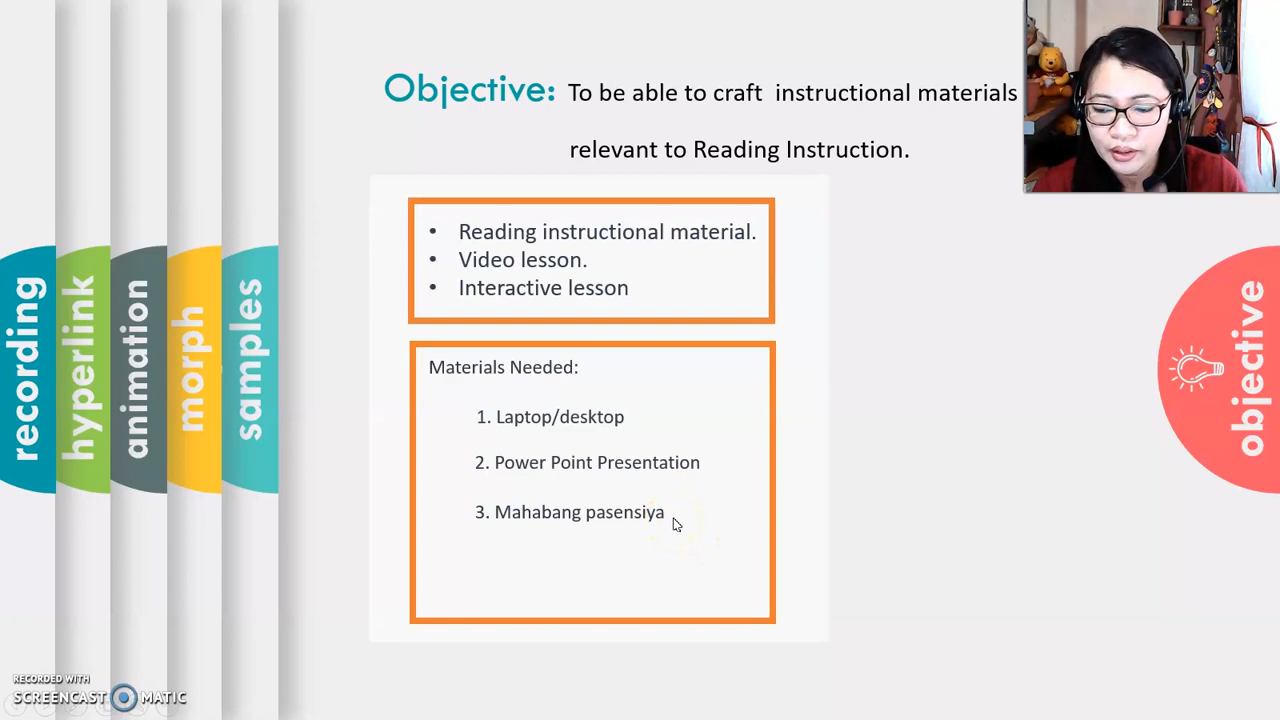 Objective: To be able to craft instructional materials
relevant to Reading Instruction.
• Reading instructional material.
• Video lesson.
• Interactive lesson
Materials Needed:
1. Laptop/desktop
2. Power Point Presentation
3. Mahabang pasensiya
recording
hyperlink
animation
morph
samples
objective
RECORDED WITH
SCREENCAST MATIC